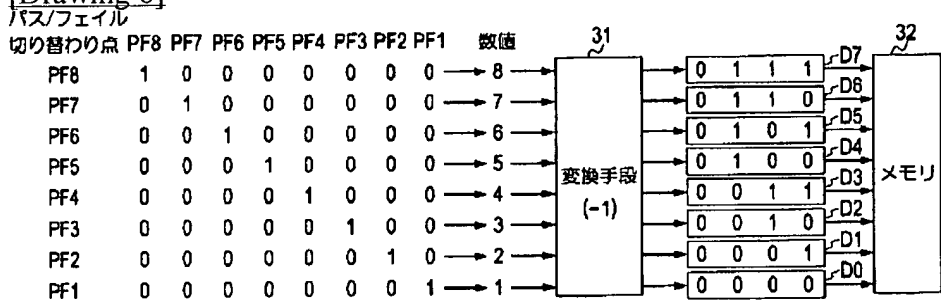 [Drawing 6]
パス/フェイル
切り替わり点 PF8 PF7 PF6 PF5 PF4 PF3 PF2 PF1 数値 31 32
PF8 1 0 0 0 0 0 0 0 8 0 1 1 1 D7
PF7 0 1 0 0 0 0 0 0 7 0 1 1 0 D6
PF6 0 0 1 0 0 0 0 0 6 0 1 0 1 D5
PF5 0 0 0 1 0 0 0 0 5 0 1 0 0 D4
変換手段 メモリ
PF4 0 0 0 0 1 0 0 0 4 0 0 1 1 D3
(-1)
PF3 0 0 0 0 0 1 0 0 3 0 0 1 0 D2
PF2 0 0 0 0 0 0 1 0 2 0 0 0 1 D1
PF1 0 0 0 0 0 0 0 1 1 0 0 0 0 D0